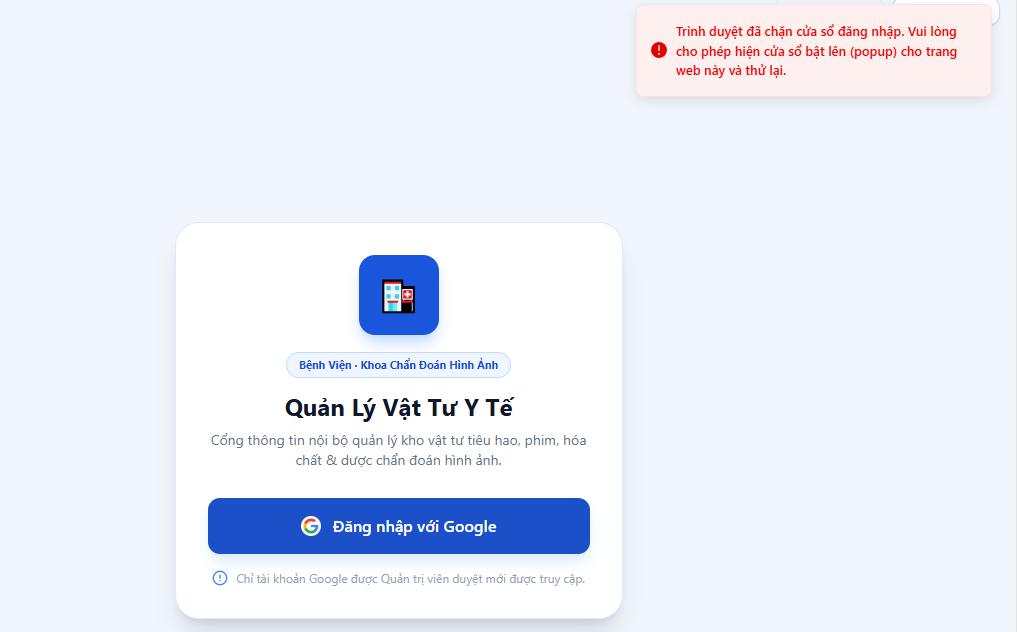 Trình duyệt đã chặn cửa sổ đăng nhập. Vui lòng
cho phép hiện cửa sổ bật lên (popup) cho trang
web này và thử lại.
Bệnh Viện · Khoa Chẩn Đoán Hình Ảnh
Quản Lý Vật Tư Y Tế
Cổng thông tin nội bộ quản lý kho vật tư tiêu hao, phim, hóa
chất & dược chẩn đoán hình ảnh.
Đăng nhập với Google
Chỉ tài khoản Google được Quản trị viên duyệt mới được truy cập.